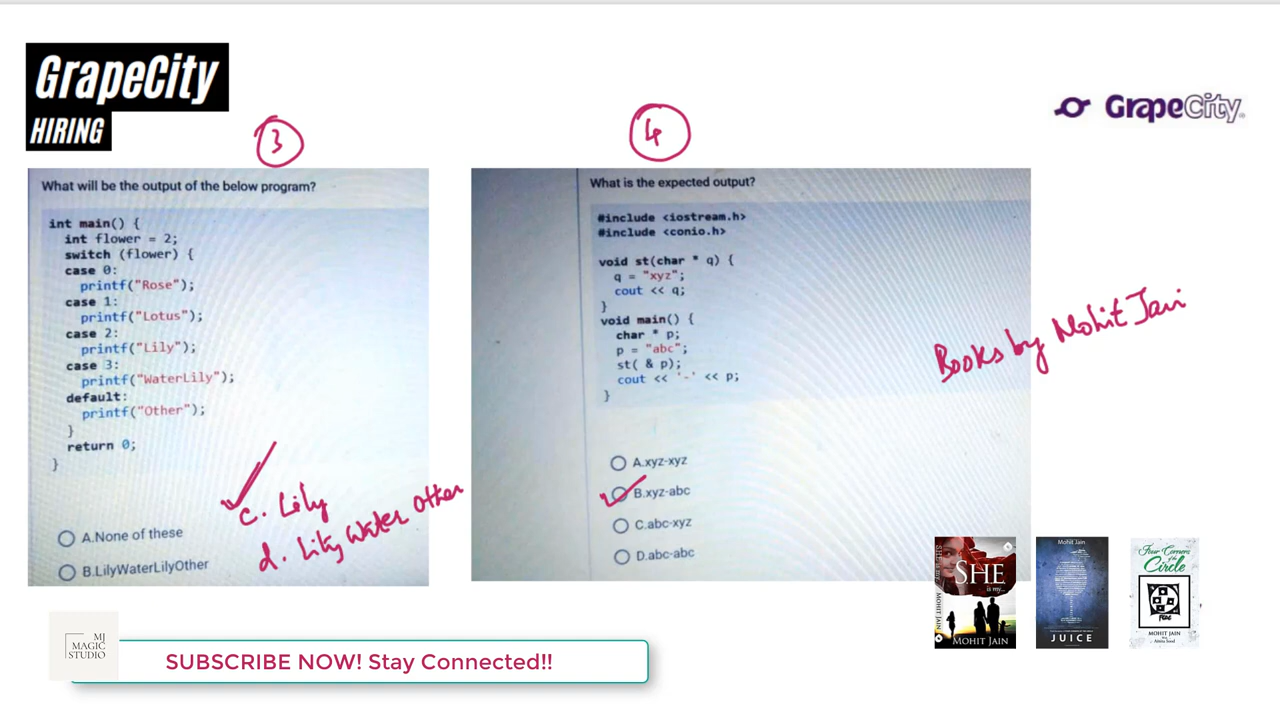 GrapeCity
HIRING
GrapeCity
3
What will be the output of the below program?
int main() {
int flower = 2;
switch (flower) {
case 0:
printf("Rose");
case 1:
printf("Lotus");
case 2:
printf("Lily");
case 3:
printf("WaterLily");
default:
printf("Other");
}
return 0;
}
A.None of these
B.LilyWaterLilyOther
c. Lily
d. Lily Water Other
4
What is the expected output?
#include <iostream.h>
#include <conio.h>
void st(char * q) {
q = "xyz";
cout << q;
}
void main() {
char * p;
p = "abc";
st( & p);
cout << '-' << p;
}
A.xyz-xyz
B.xyz-abc
C.abc-xyz
D.abc-abc
Books by Mohit Jain
SHE
is my...
MOHIT JAIN
MOHIT JAIN
Mohit Jain
JUICE
Four Corners
of the
Circle
MOHIT JAIN
MJ
MAGIC
STUDIO
SUBSCRIBE NOW! Stay Connected!!